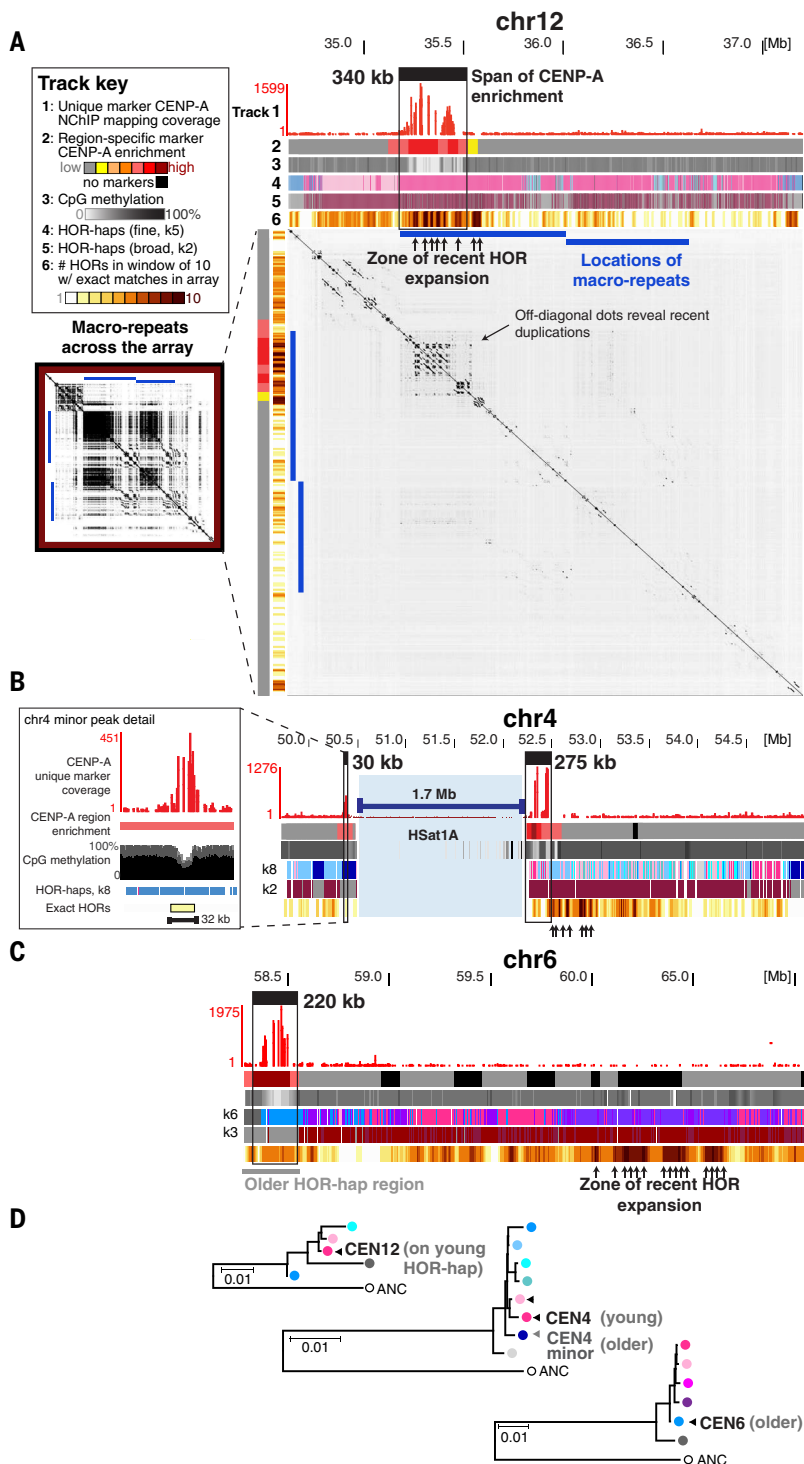 A
chr12
35.0 35.5 36.0 36.5 37.0 [Mb]
Track key
1: Unique marker CENP-A
NChIP mapping coverage
2: Region-specific marker
CENP-A enrichment
low high
no markers
3: CpG methylation
0 100%
4: HOR-haps (fine, k5)
5: HOR-haps (broad, k2)
6: # HORs in window of 10
w/ exact matches in array
1 10
340 kb
Span of CENP-A
enrichment
1599
Track 1
1
2
3
4
5
6
Zone of recent HOR
expansion
Locations of
macro-repeats
Off-diagonal dots reveal recent
duplications
Macro-repeats
across the array
B
chr4
chr4 minor peak detail
451
CENP-A
unique marker
coverage
1
CENP-A region
enrichment
100%
CpG methylation
0
HOR-haps, k8
Exact HORs
32 kb
50.0 50.5 51.0 51.5 52.0 52.5 53.0 53.5 54.0 54.5 [Mb]
30 kb
275 kb
1276
1
1.7 Mb
HSat1A
k8
k2
C
chr6
58.5 59.0 59.5 60.0 65.0 [Mb]
220 kb
1975
1
k6
k3
Older HOR-hap region
Zone of recent HOR
expansion
D
CEN12 (on young
HOR-hap)
0.01
ANC
CEN4 (young)
CEN4 (older)
minor
0.01
ANC
CEN6 (older)
0.01
ANC